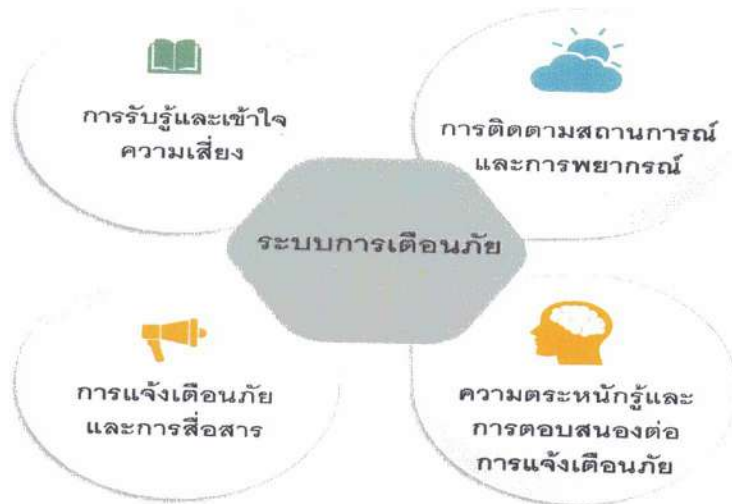 การรับรู้และเข้าใจ
ความเสี่ยง
การติดตามสถานการณ์
และการพยากรณ์
ระบบการเตือนภัย
การแจ้งเตือนภัย
และการสื่อสาร
ความตระหนักรู้และ
การตอบสนองต่อ
การแจ้งเตือนภัย